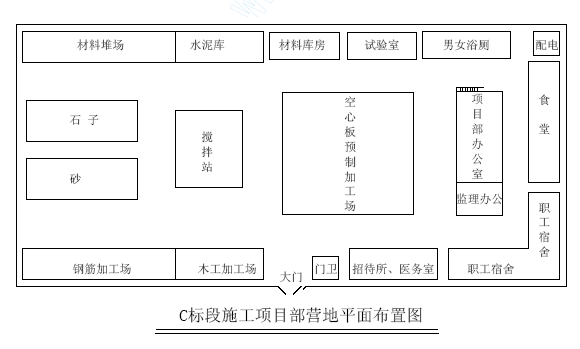 材料堆场
水泥库
材料库房
试验室
男女浴厕
配电
石 子
搅拌站
空心板预制加工场
项目部办公室
食堂
砂
监理办公
职工宿舍
钢筋加工场
木工加工场
大门
门卫
招待所、医务室
职工宿舍
C标段施工项目部营地平面布置图